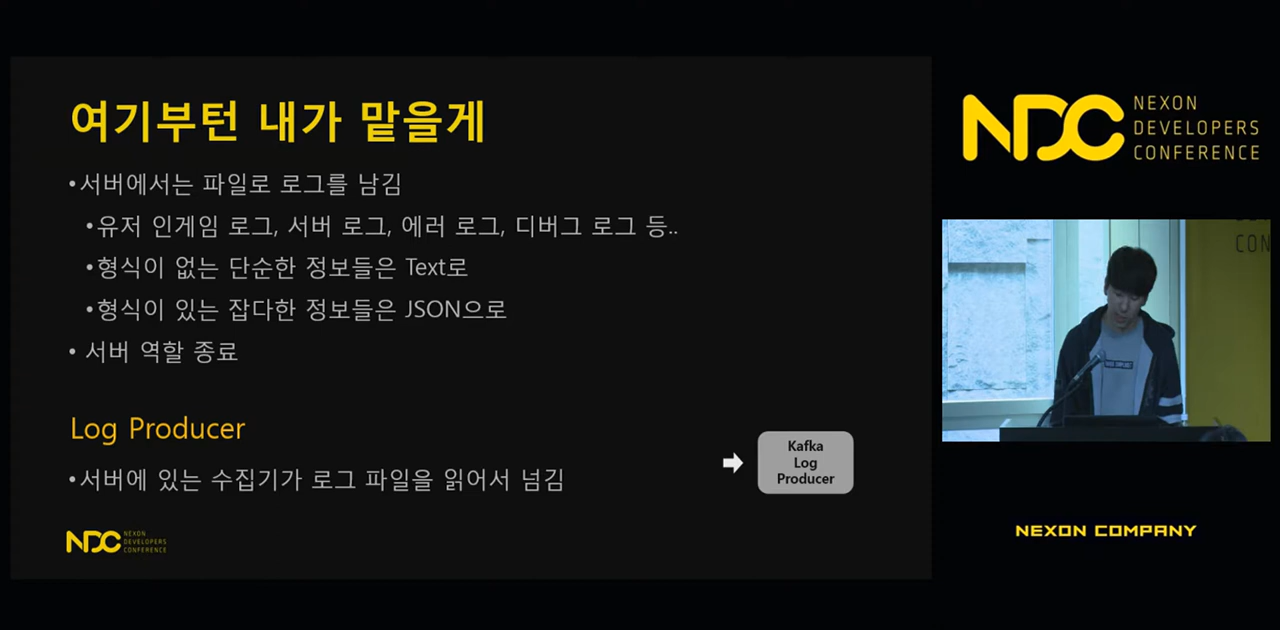 여기부턴 내가 맡을게
•서버에서는 파일로 로그를 남김
•유저 인게임 로그, 서버 로그, 에러 로그, 디버그 로그 등..
•형식이 없는 단순한 정보들은 Text로
•형식이 있는 잡다한 정보들은 JSON으로
• 서버 역할 종료
Log Producer
•서버에 있는 수집기가 로그 파일을 읽어서 넘김
Kafka
Log
Producer
NDC
NEXON
DEVELOPERS
CONFERENCE
NDC
NEXON
DEVELOPERS
CONFERENCE
CON
NEXON COMPANY